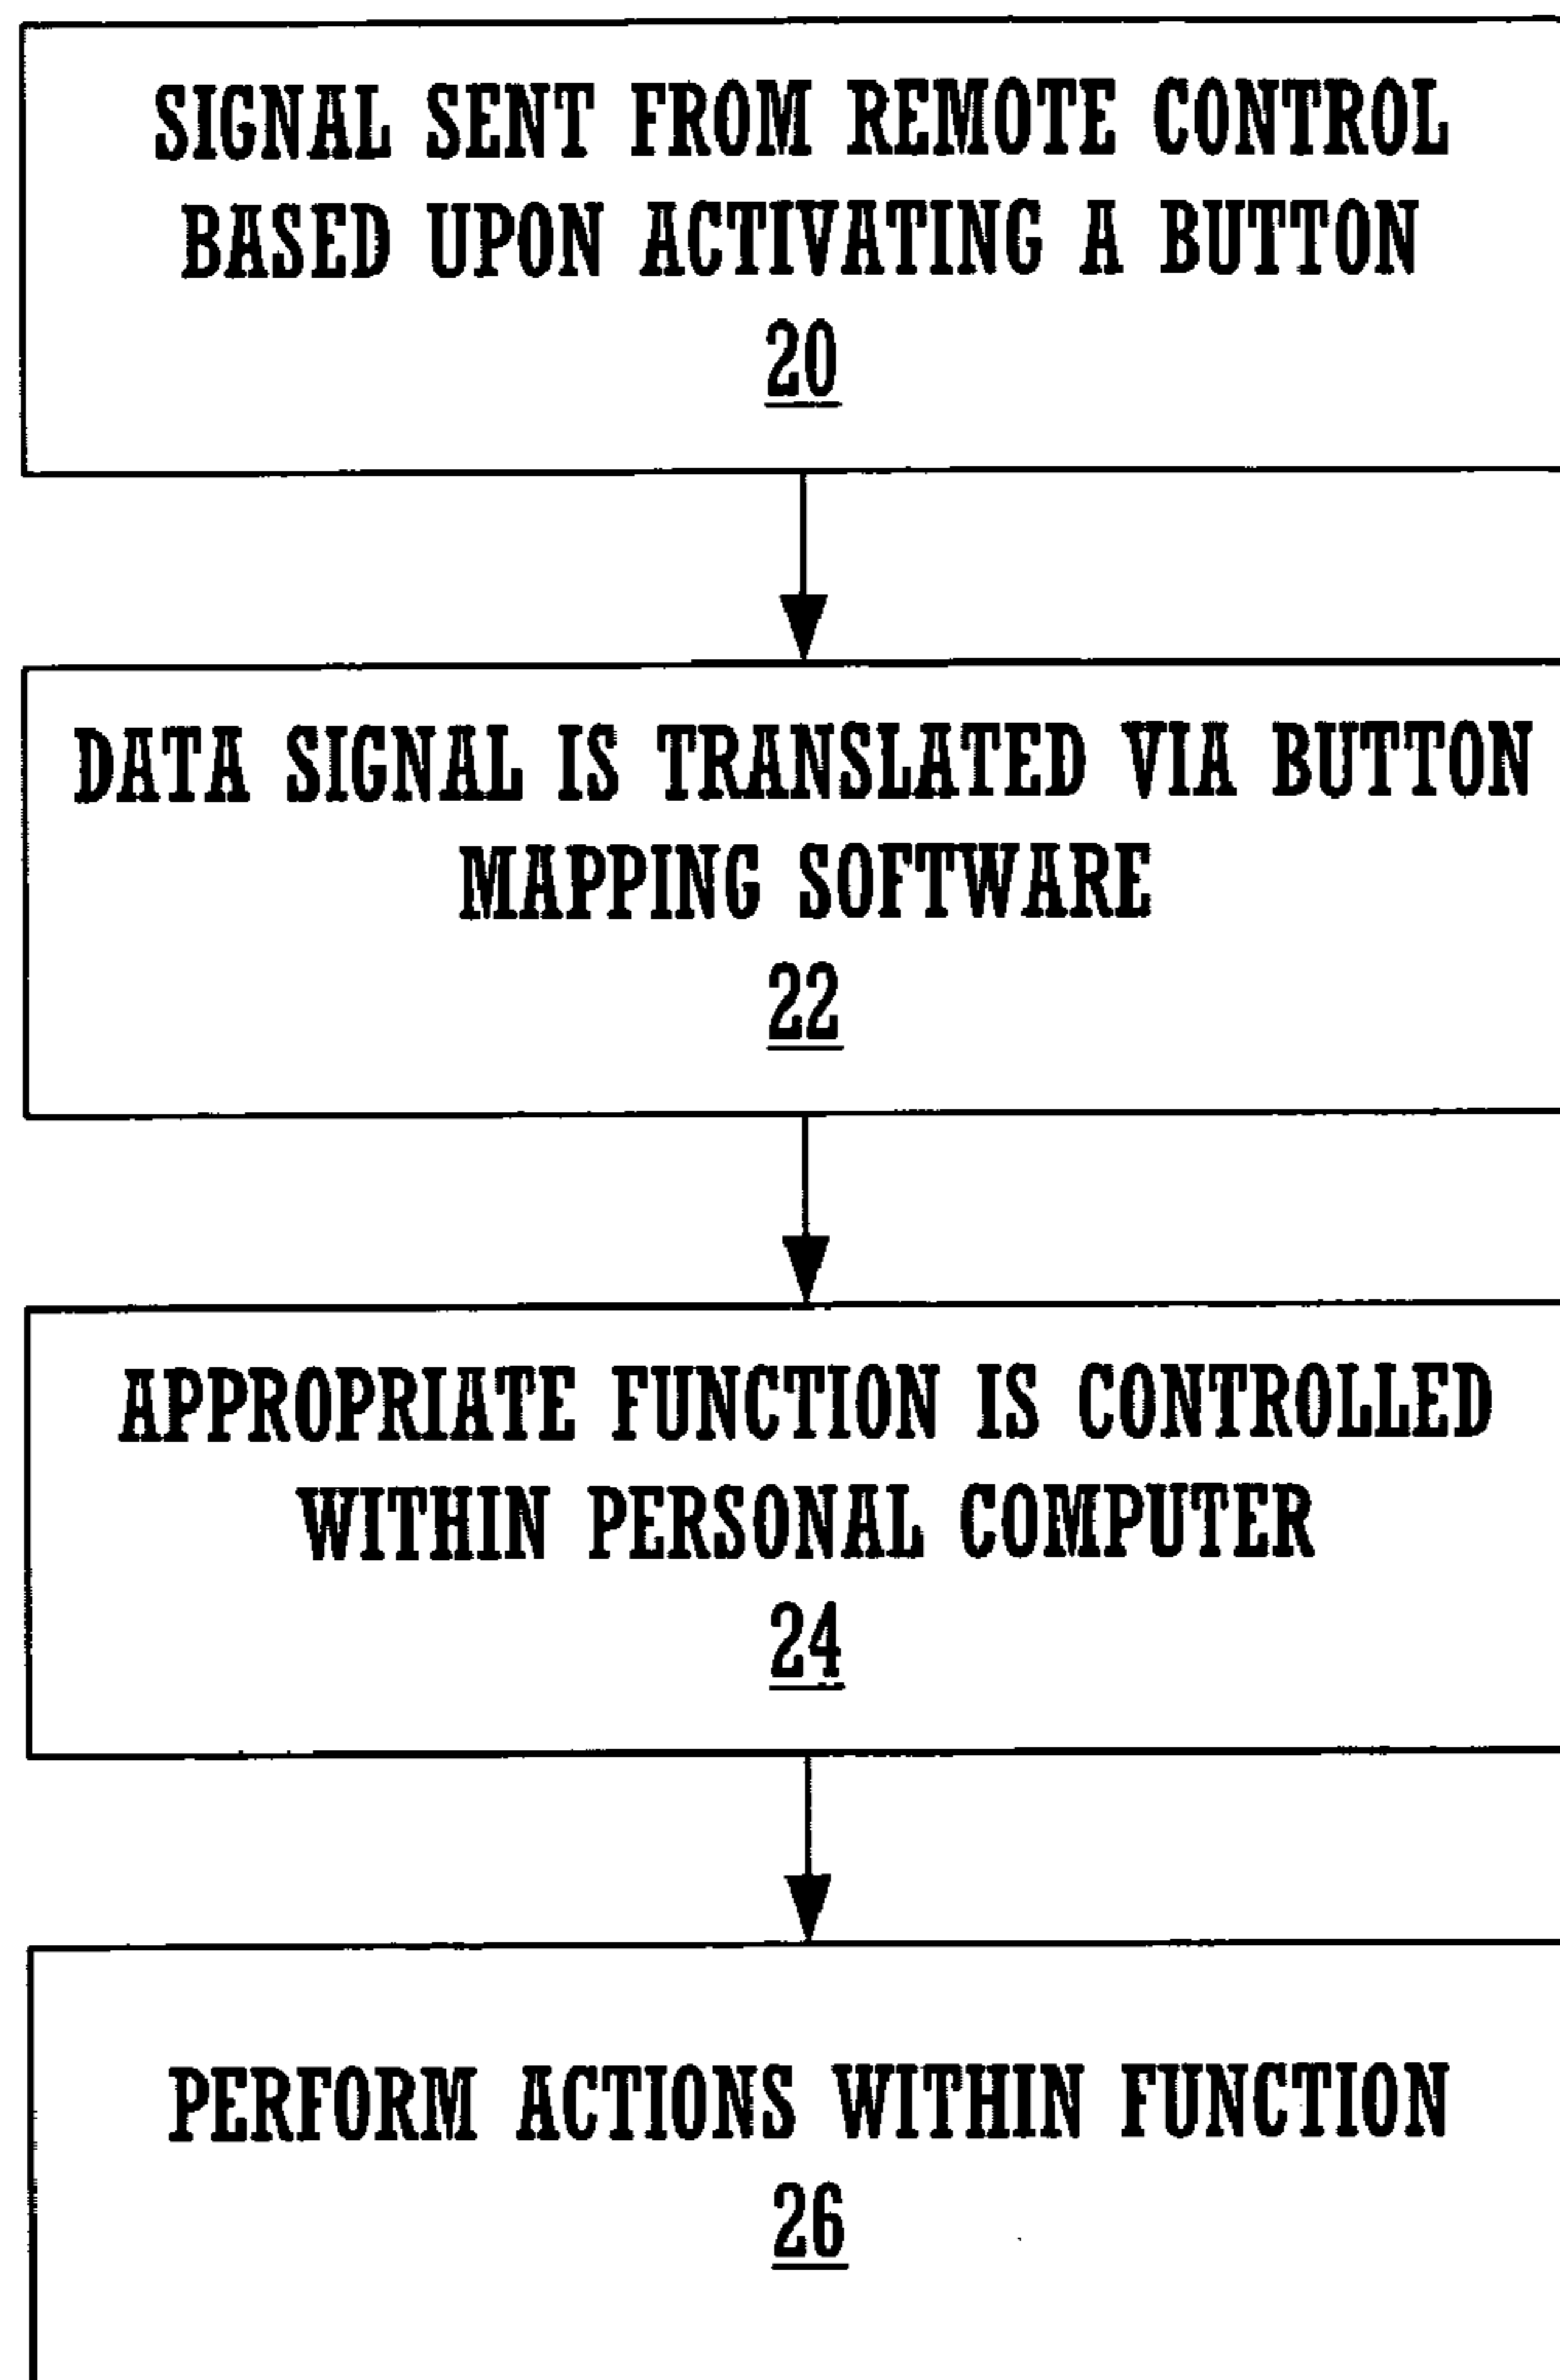 SIGNAL SENT FROM REMOTE CONTROL
BASED UPON ACTIVATING A BUTTON
20
DATA SIGNAL IS TRANSLATED VIA BUTTON
MAPPING SOFTWARE
22
APPROPRIATE FUNCTION IS CONTROLLED
WITHIN PERSONAL COMPUTER
24
PERFORM ACTIONS WITHIN FUNCTION
26